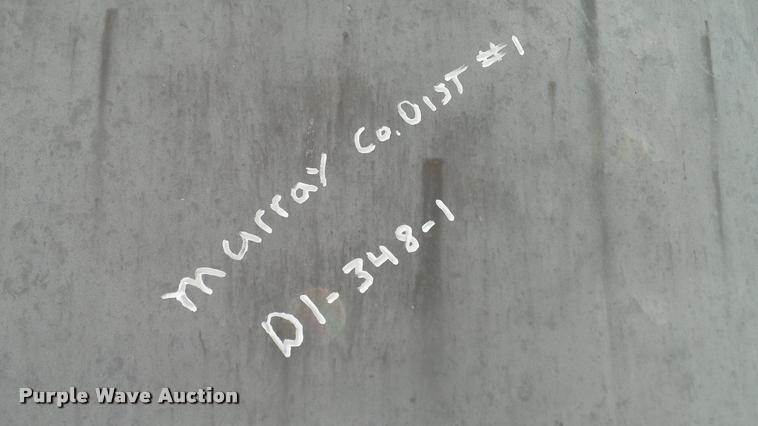 Murray Co. DIST #1
D1-348-1
Purple Wave Auction